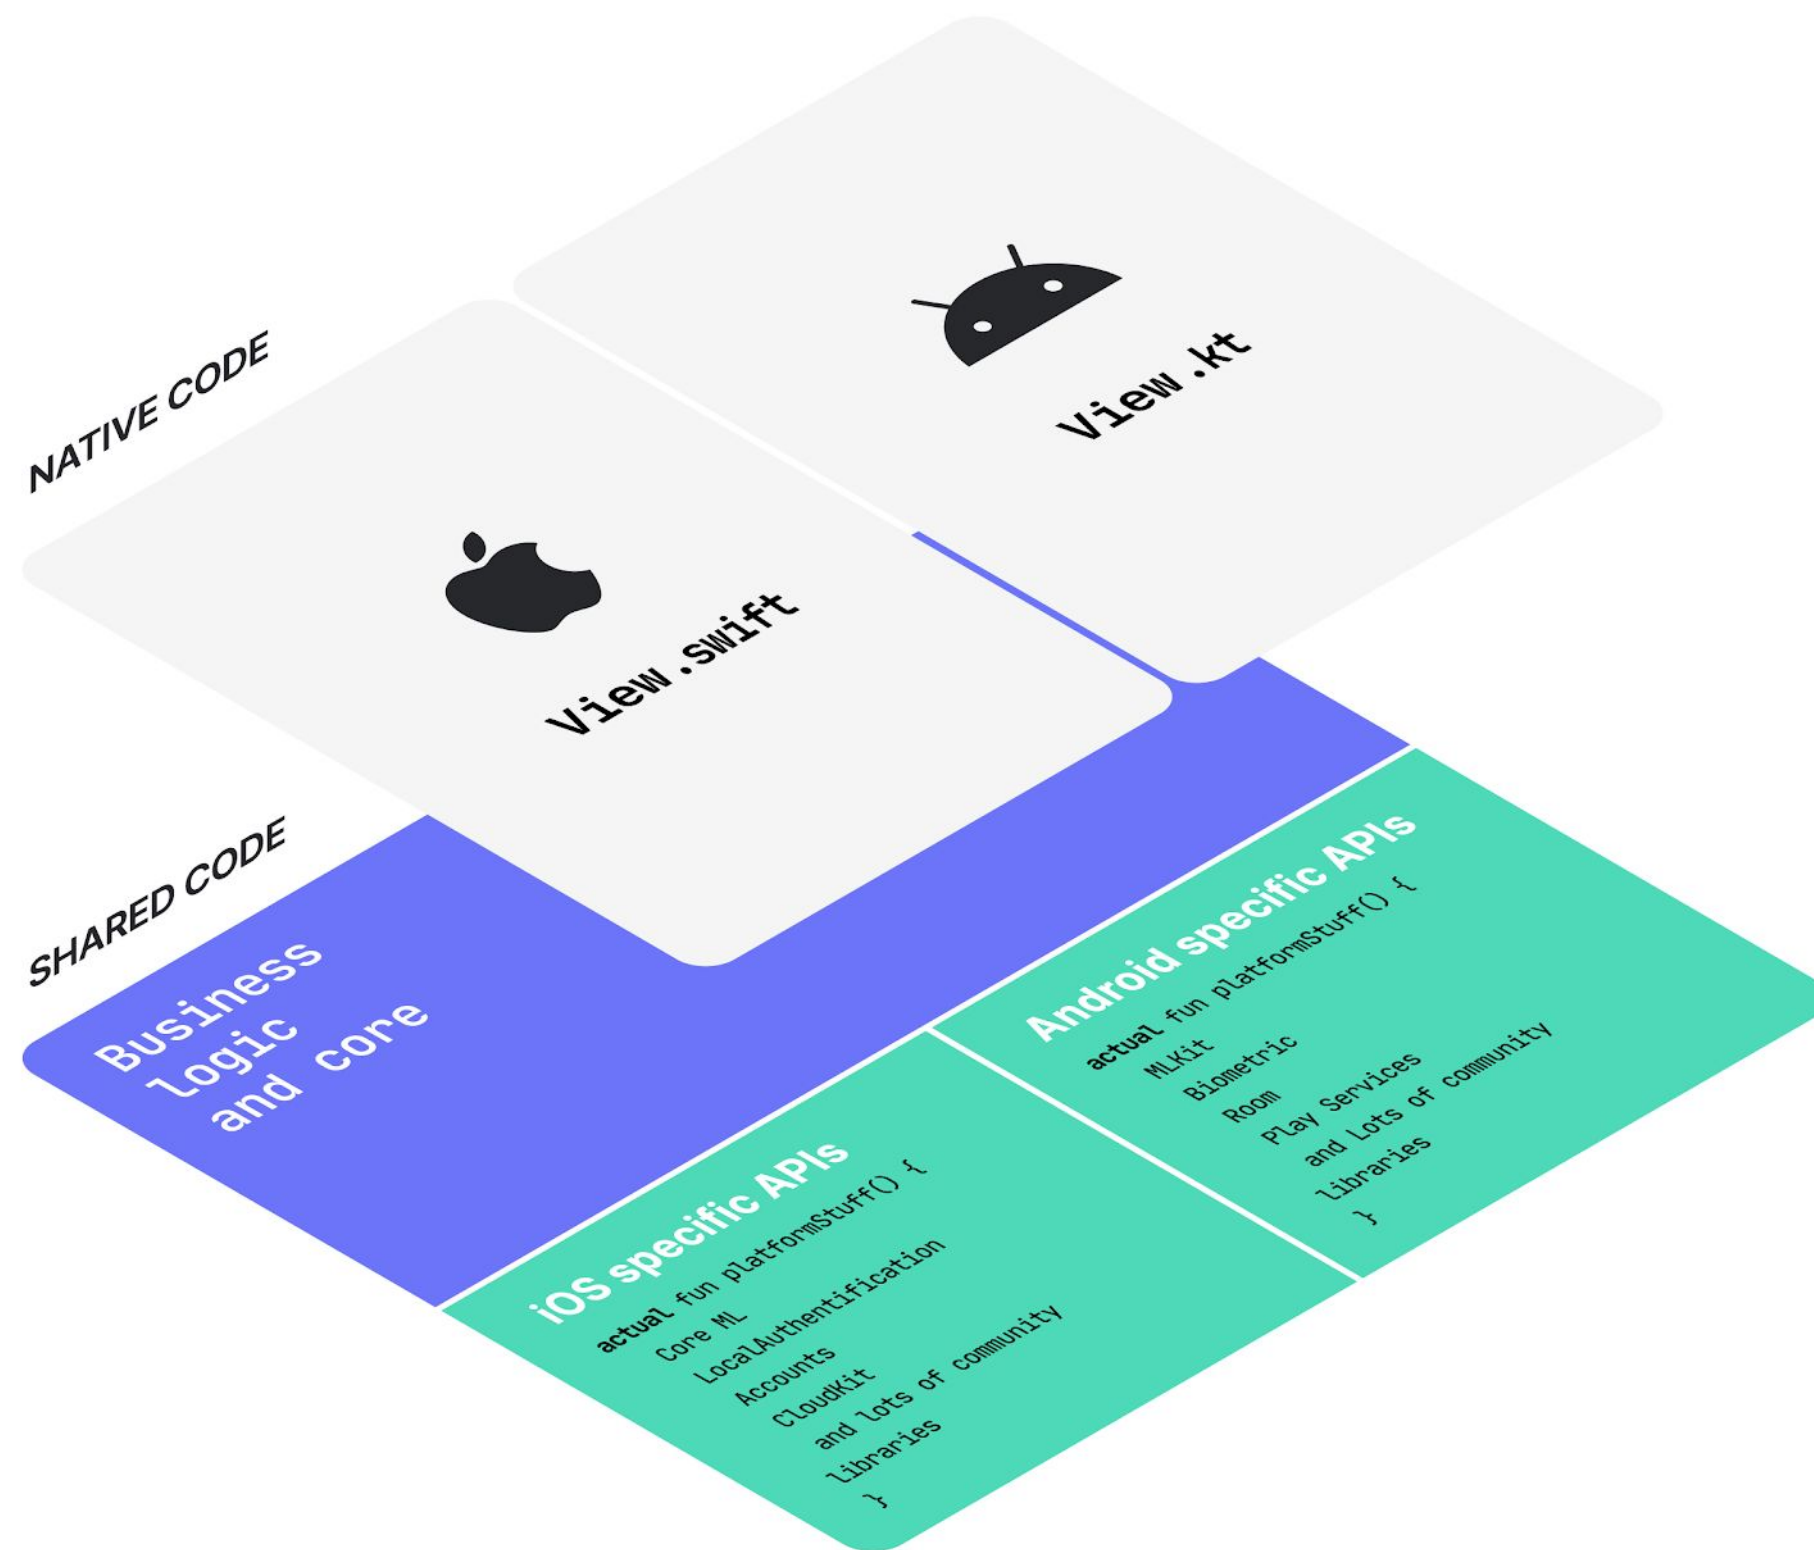 NATIVE CODE
View.kt
View.swift
SHARED CODE
Business
logic
and core
Android specific APIs
actual fun platformStuff() {
MLKit
Biometric
Room
Play Services
and Lots of community
libraries
}
iOS specific APIs
actual fun platformStuff() {
Core ML
LocalAuthentification
Accounts
CloudKit
and lots of community
libraries
}